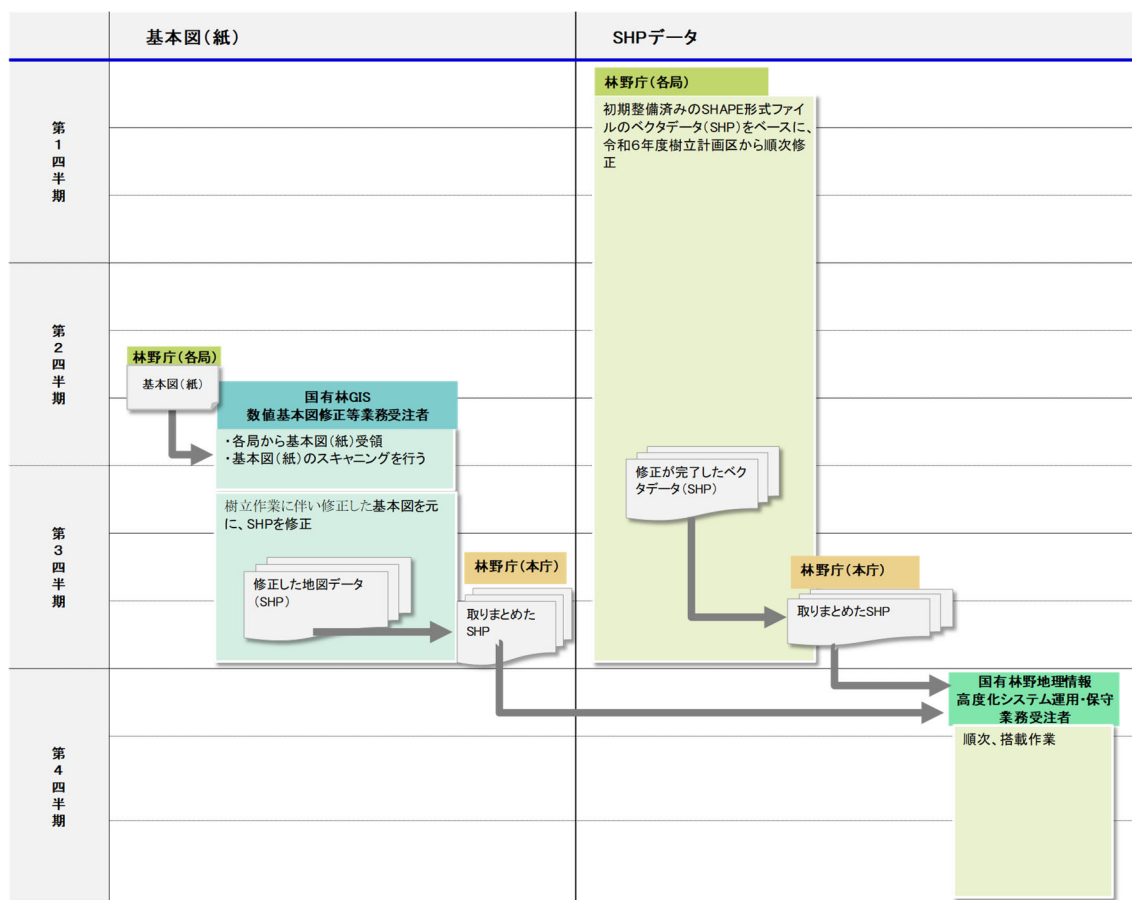 基本図（紙）
SHPデータ
第1四半期
林野庁（各局）
初期整備済みのSHAPE形式ファイ
ルのベクタデータ（SHP）をベースに、
令和６年度樹立計画区から順次修
正
第2四半期
林野庁（各局）
基本図（紙）
国有林GIS
数値基本図修正等業務受注者
・各局から基本図（紙）受領
・基本図（紙）のスキャニングを行う
第3四半期
樹立作業に伴い修正した基本図を元
に、SHPを修正
修正した地図データ
（SHP）
林野庁（本庁）
取りまとめた
SHP
修正が完了したベク
タデータ（SHP）
林野庁（本庁）
取りまとめたSHP
第4四半期
国有林野地理情報
高度化システム運用・保守
業務受注者
順次、搭載作業